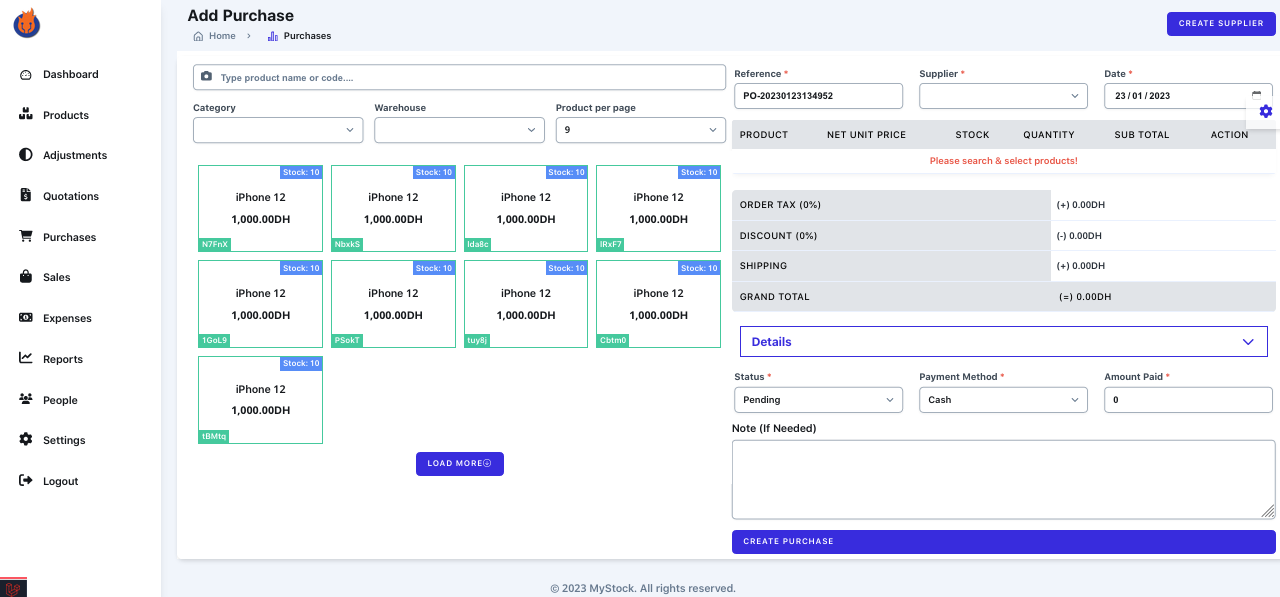 Add Purchase
Home > Purchases
CREATE SUPPLIER
Dashboard
Products
Adjustments
Quotations
Purchases
Sales
Expenses
Reports
People
Settings
Logout
Type product name or code....
Category Warehouse Product per page
9
Stock: 10 Stock: 10 Stock: 10 Stock: 10
iPhone 12 iPhone 12 iPhone 12 iPhone 12
1,000.00DH 1,000.00DH 1,000.00DH 1,000.00DH
N7FnX NbxkS Ida8c IRxF7
Stock: 10 Stock: 10 Stock: 10 Stock: 10
iPhone 12 iPhone 12 iPhone 12 iPhone 12
1,000.00DH 1,000.00DH 1,000.00DH 1,000.00DH
1GoL9 PSokT tuy8j Cbtm0
Stock: 10
iPhone 12
1,000.00DH
tBMtq
LOAD MORE
Reference * Supplier * Date *
PO-20230123134952 23 / 01 / 2023
PRODUCT NET UNIT PRICE STOCK QUANTITY SUB TOTAL ACTION
Please search & select products!
ORDER TAX (0%) (+) 0.00DH
DISCOUNT (0%) (-) 0.00DH
SHIPPING (+) 0.00DH
GRAND TOTAL (=) 0.00DH
Details
Status * Payment Method * Amount Paid *
Pending Cash 0
Note (If Needed)
CREATE PURCHASE
© 2023 MyStock. All rights reserved.